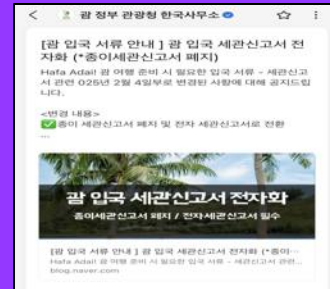 괌 정부 관광청 한국사무소
[괌 입국 서류 안내 ] 괌 입국 세관신고서 전
자화 (*종이세관신고서 폐지)
Hafa Adai! 괌 여행 준비 시 필요한 입국 서류 - 세관신고
서 관련 025년 2월 4일부로 변경된 사항에 대해 공지드립
니다.
<변경 내용>
✅종이 세관신고서 폐지 및 전자 세관신고서로 전환
...
괌 입국 세관신고서 전자화
종이세관신고서 폐지 / 전자세관신고서 필수
[괌 입국 서류 안내 ] 괌 입국 세관신고서 전자화 (*종이...
Hafa Adai! 괌 여행 준비 시 필요한 입국 서류 - 세관신고서 관련...
blog.naver.com